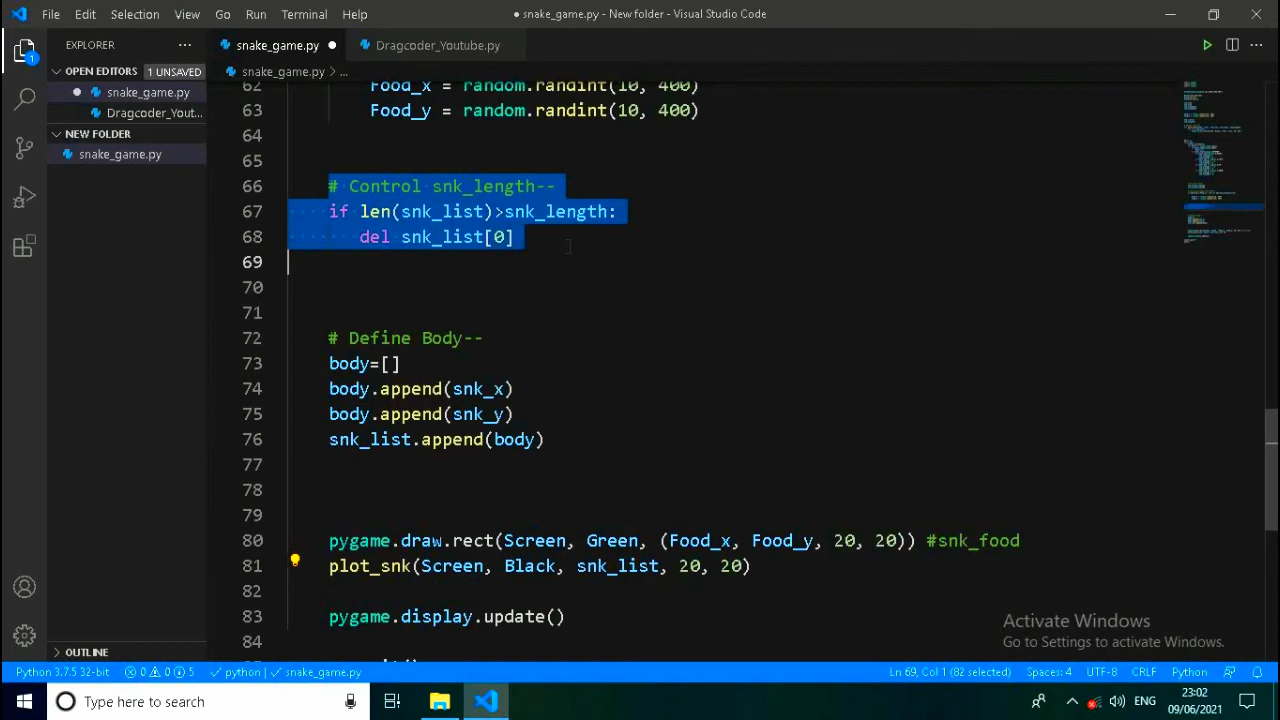 File Edit Selection View Go Run Terminal Help
● snake_game.py - New folder - Visual Studio Code
EXPLORER
snake_game.py ●
Dragcoder_Youtube.py
OPEN EDITORS 1 UNSAVED
snake_game.py
Dragcoder_Yout...
NEW FOLDER
snake_game.py
OUTLINE
snake_game.py > ...
62 Food_x = random.randint(10, 400)
63 Food_y = random.randint(10, 400)
64
65
66 # Control snk_length--
67 if len(snk_list)>snk_length:
68 del snk_list[0]
69
70
71
72 # Define Body--
73 body=[]
74 body.append(snk_x)
75 body.append(snk_y)
76 snk_list.append(body)
77
78
79
80 pygame.draw.rect(Screen, Green, (Food_x, Food_y, 20, 20)) #snk_food
81 plot_snk(Screen, Black, snk_list, 20, 20)
82
83 pygame.display.update()
84
Activate Windows
Go to Settings to activate Windows.
1
Python 3.7.5 32-bit 0 0 5 python | snake_game.py
Ln 69, Col 1 (82 selected) Spaces: 4 UTF-8 CRLF Python
Type here to search
ENG
23:02
09/06/2021